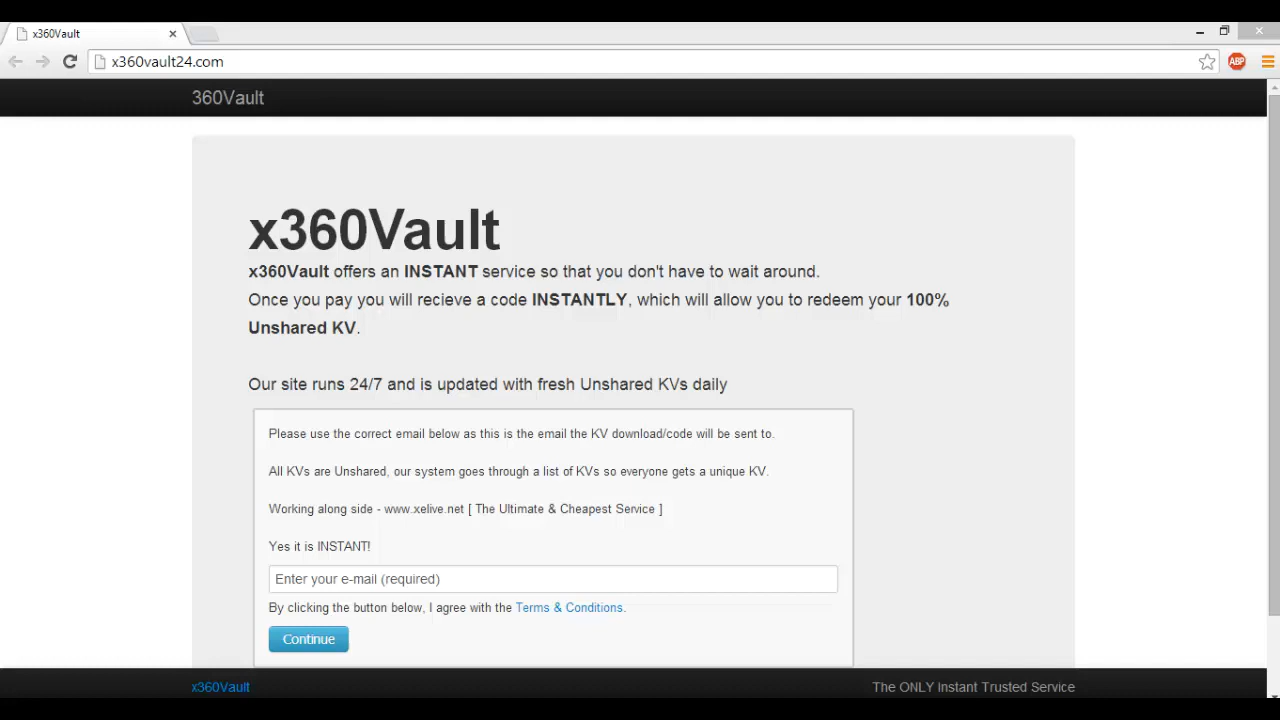 x360Vault
x360vault24.com
ABP
360Vault
x360Vault
x360Vault offers an INSTANT service so that you don't have to wait around.
Once you pay you will recieve a code INSTANTLY, which will allow you to redeem your 100%
Unshared KV.
Our site runs 24/7 and is updated with fresh Unshared KVs daily
Please use the correct email below as this is the email the KV download/code will be sent to.
All KVs are Unshared, our system goes through a list of KVs so everyone gets a unique KV.
Working along side - www.xelive.net [ The Ultimate & Cheapest Service ]
Yes it is INSTANT!
Enter your e-mail (required)
By clicking the button below, I agree with the Terms & Conditions.
Continue
x360Vault The ONLY Instant Trusted Service